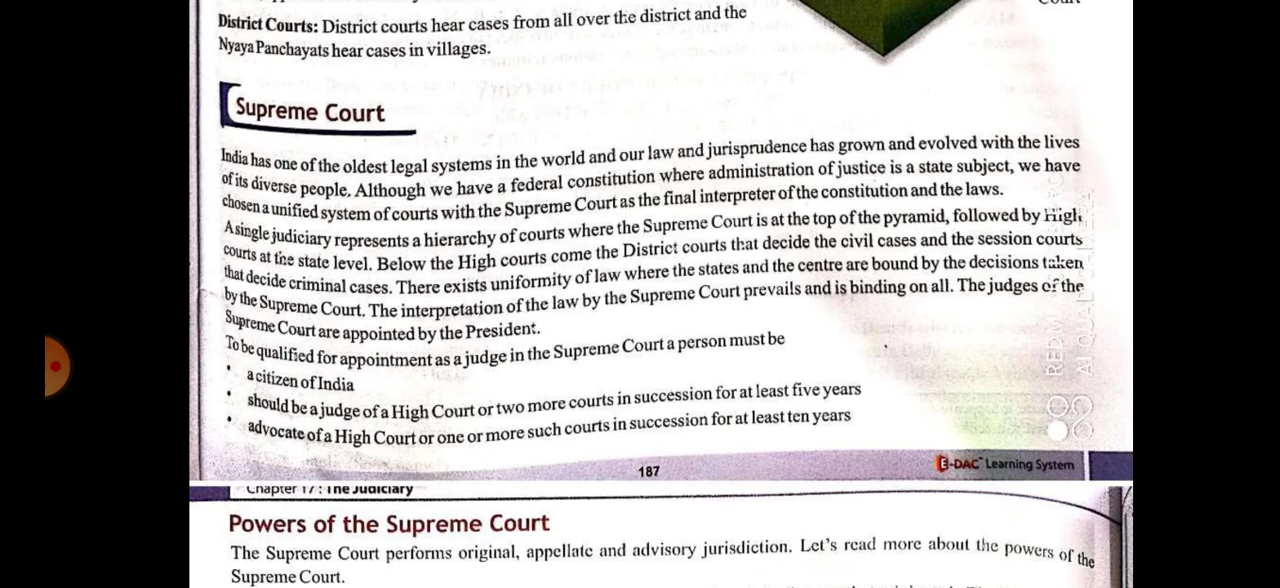 Court
District Courts: District courts hear cases from all over the district and the
Nyaya Panchayats hear cases in villages.
Supreme Court
India has one of the oldest legal systems in the world and our law and jurisprudence has grown and evolved with the lives
of its diverse people. Although we have a federal constitution where administration of justice is a state subject, we have
chosen a unified system of courts with the Supreme Court as the final interpreter of the constitution and the laws.
A single judiciary represents a hierarchy of courts where the Supreme Court is at the top of the pyramid, followed by High
courts at the state level. Below the High courts come the District courts that decide the civil cases and the session courts
that decide criminal cases. There exists uniformity of law where the states and the centre are bound by the decisions taken
by the Supreme Court. The interpretation of the law by the Supreme Court prevails and is binding on all. The judges of the
Supreme Court are appointed by the President.
To be qualified for appointment as a judge in the Supreme Court a person must be
• a citizen of India
• should be a judge of a High Court or two more courts in succession for at least five years
• advocate of a High Court or one or more such courts in succession for at least ten years
187
E-DAC™ Learning System
Chapter 17 : The Judiciary
Powers of the Supreme Court
The Supreme Court performs original, appellate and advisory jurisdiction. Let's read more about the powers of the
Supreme Court.